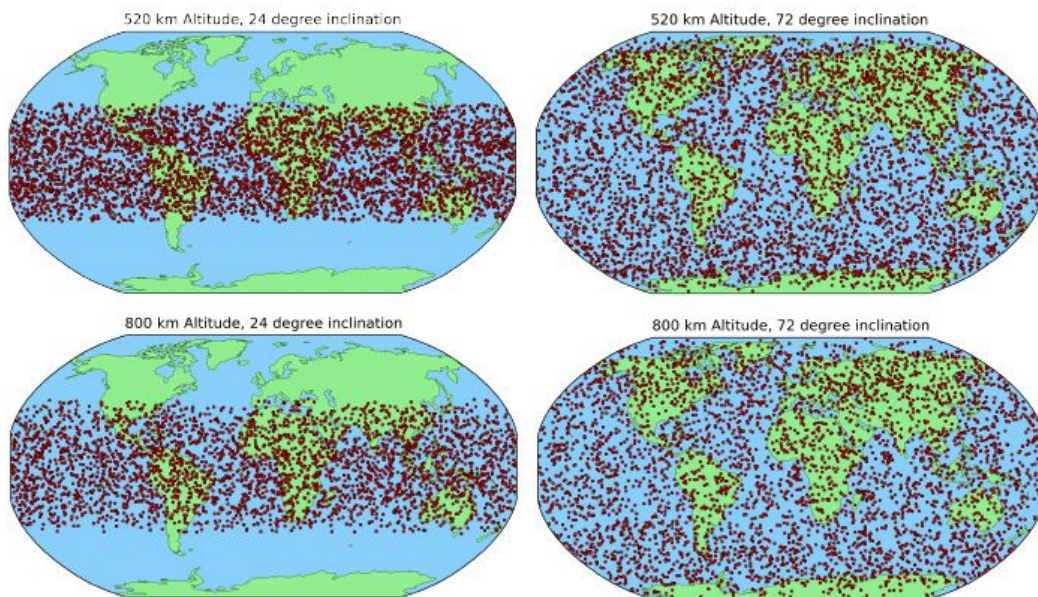 520 km Altitude, 24 degree inclination
520 km Altitude, 72 degree inclination
800 km Altitude, 24 degree inclination
800 km Altitude, 72 degree inclination